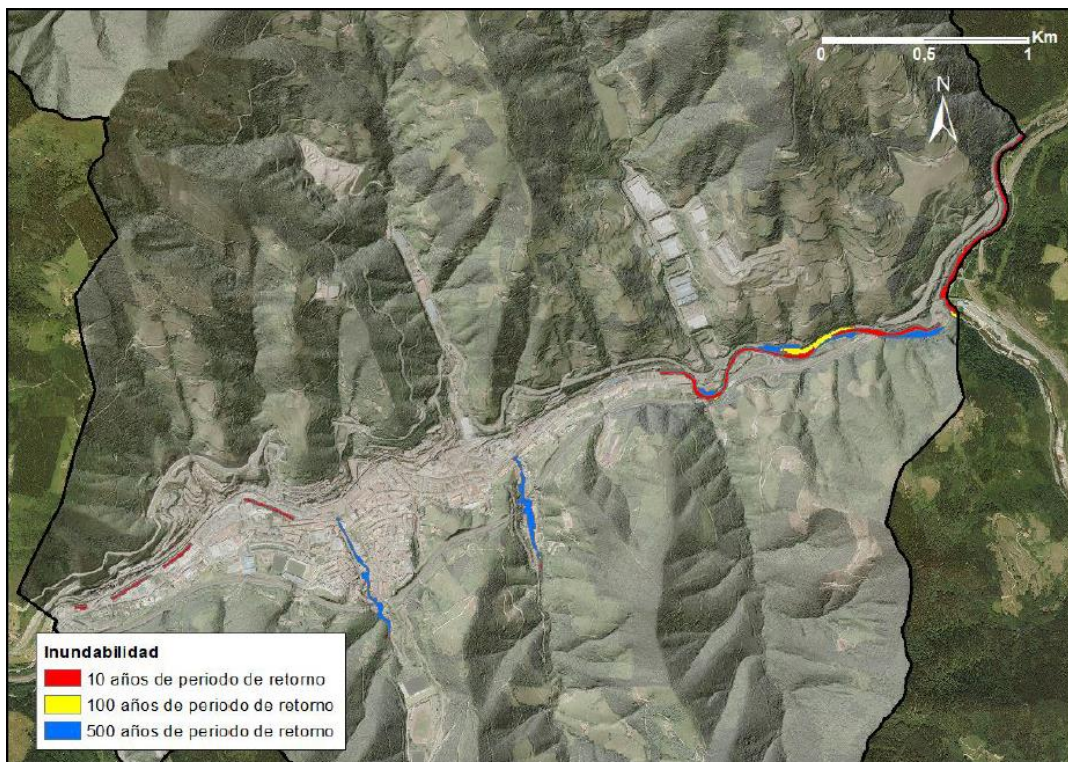 Km
0 0,5 1
N
Inundabilidad
10 años de periodo de retorno
100 años de periodo de retorno
500 años de periodo de retorno